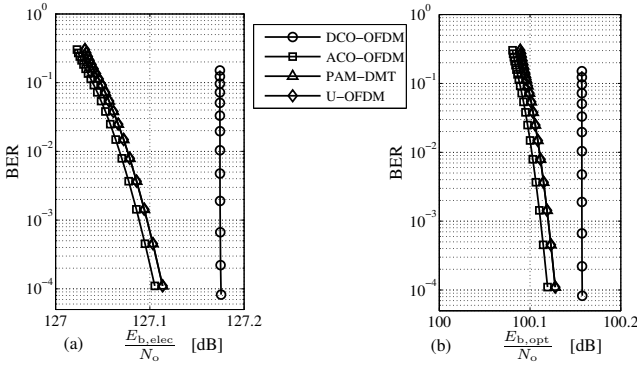 BER
10^0
10^-1
10^-2
10^-3
10^-4
127
127.1
127.2
(a)
E_b,elec / N_o [dB]
DCO-OFDM
ACO-OFDM
PAM-DMT
U-OFDM
BER
10^0
10^-1
10^-2
10^-3
10^-4
100
100.1
100.2
(b)
E_b,opt / N_o [dB]